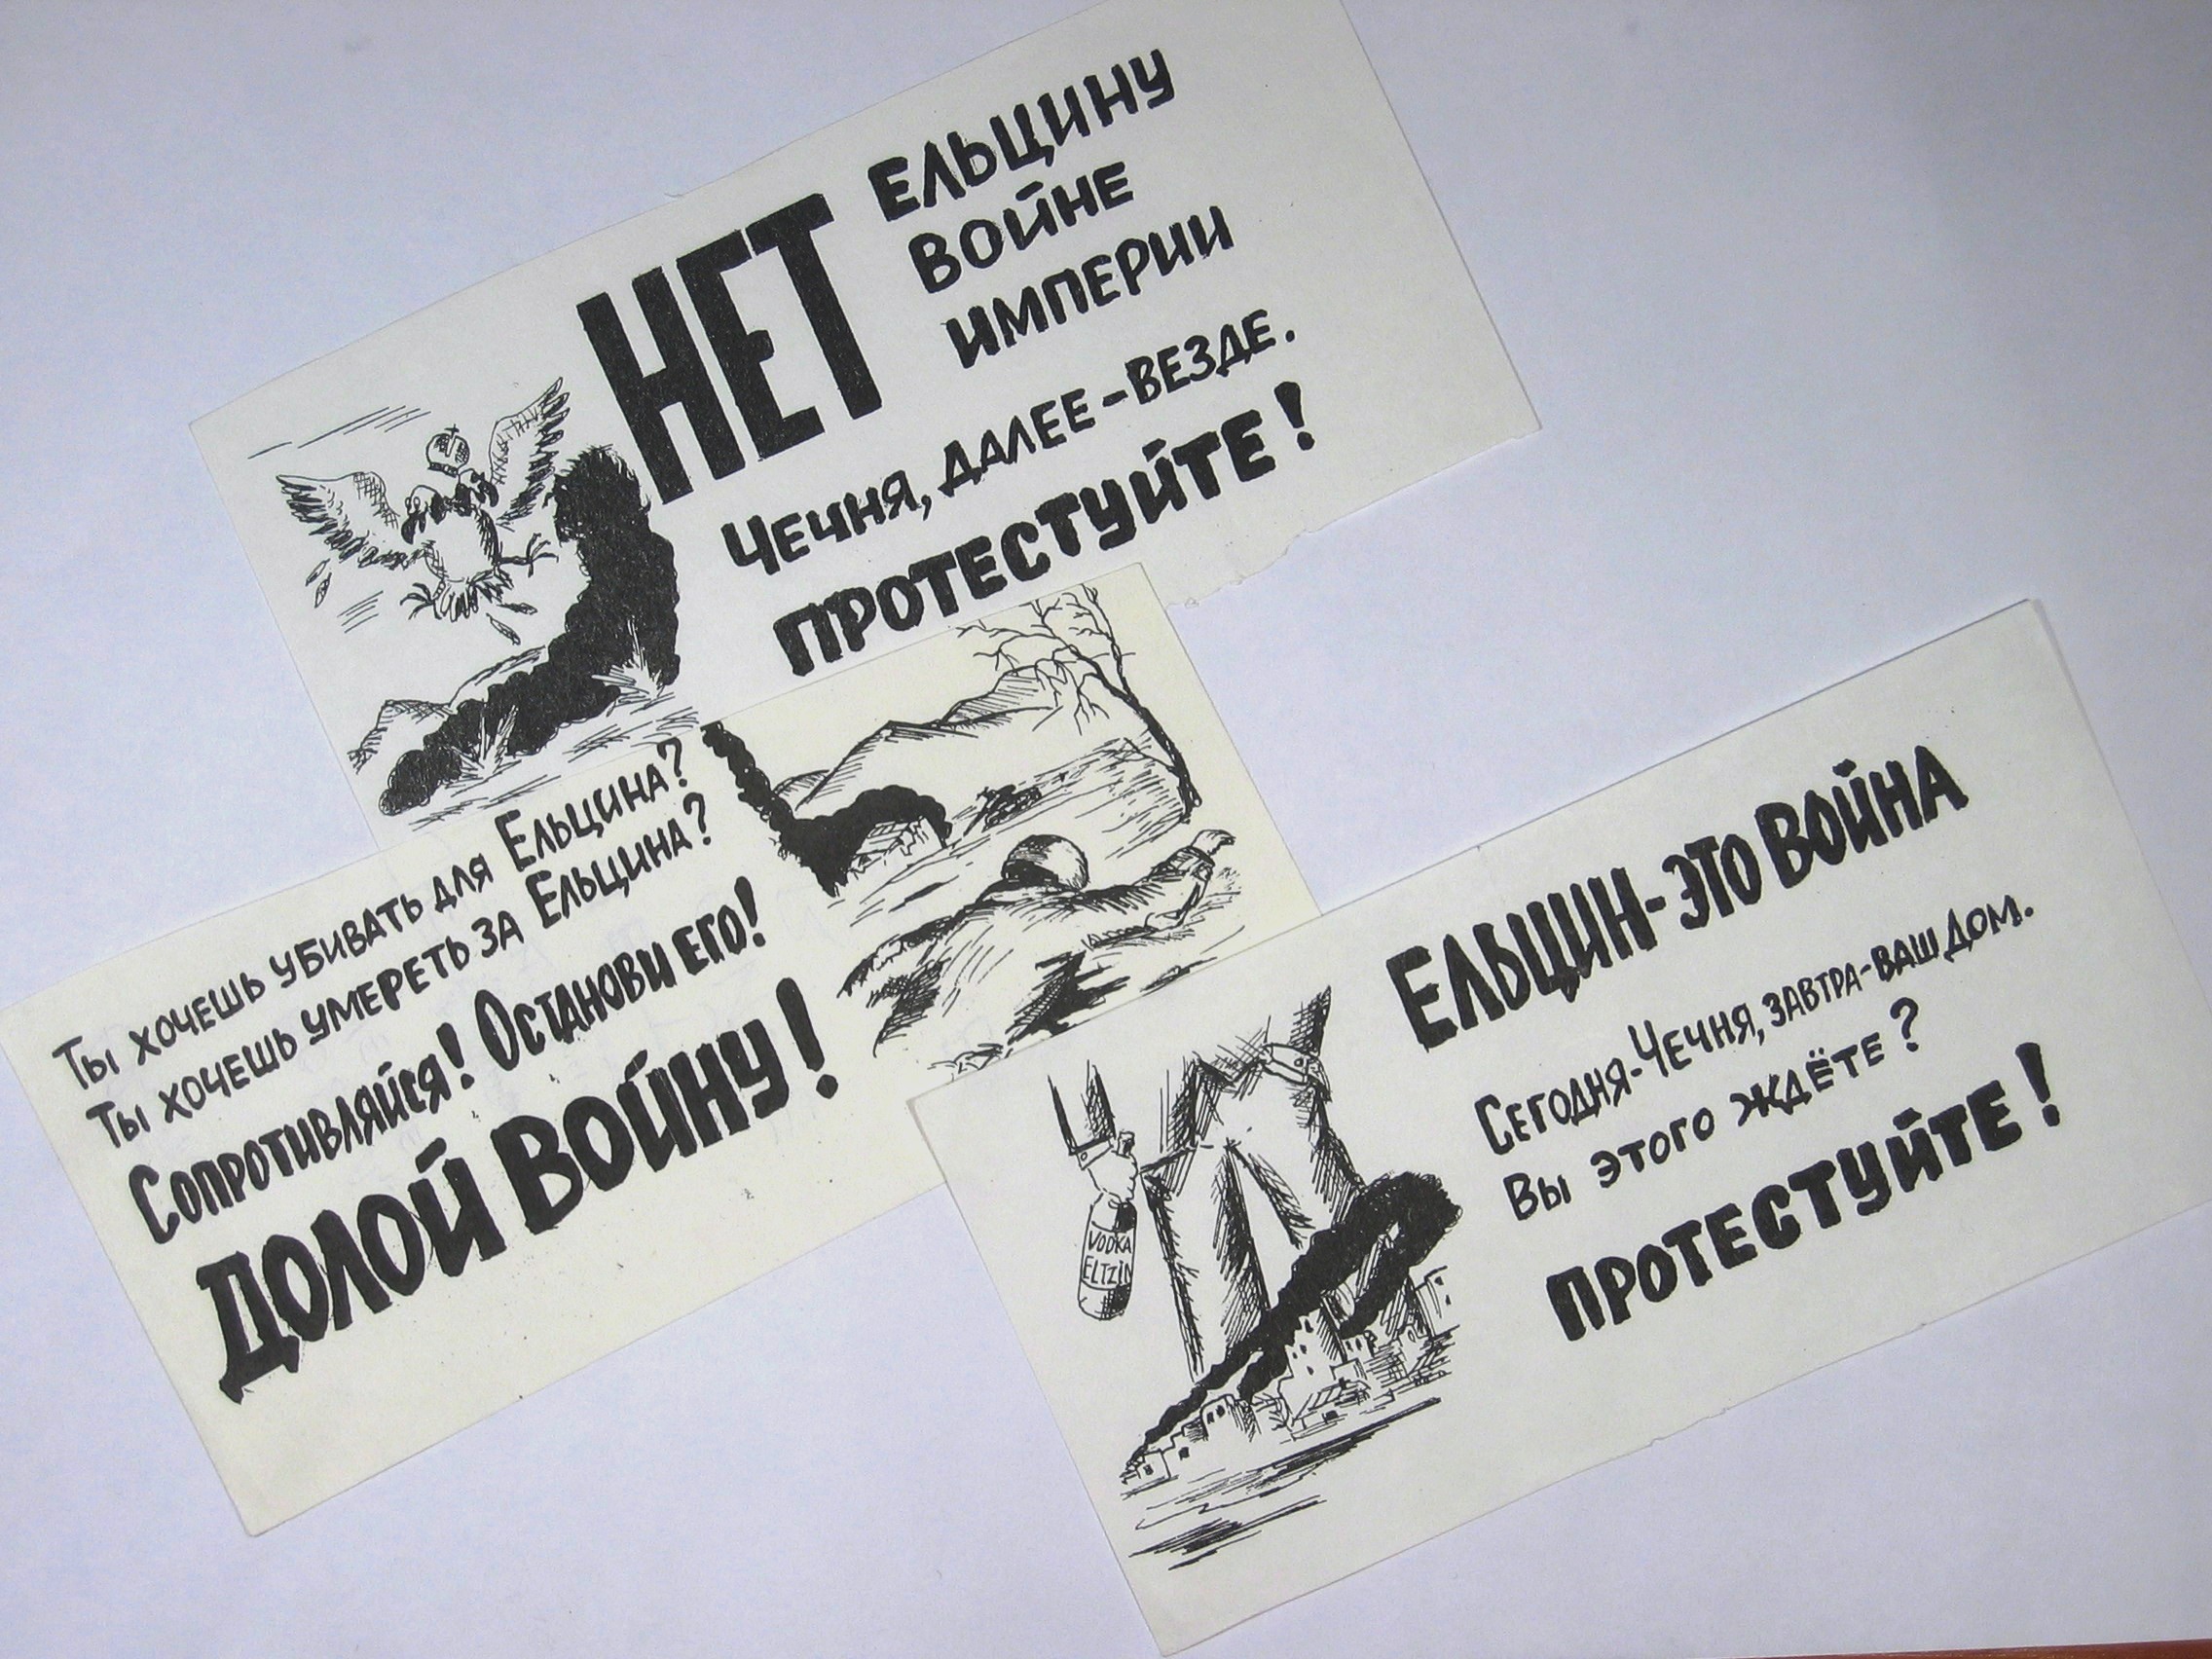 НЕТ
ЕЛЬЦИНУ
ВОЙНЕ
ИМПЕРИИ
ЧЕЧНЯ, ДАЛЕЕ - ВЕЗДЕ.
ПРОТЕСТУЙТЕ!
ТЫ ХОЧЕШЬ УБИВАТЬ ДЛЯ ЕЛЬЦИНА?
ТЫ ХОЧЕШЬ УМЕРЕТЬ ЗА ЕЛЬЦИНА?
СОПРОТИВЛЯЙСЯ! ОСТАНОВИ ЕГО!
ДОЛОЙ ВОЙНУ!
ЕЛЬЦИН - ЭТО ВОЙНА
СЕГОДНЯ - ЧЕЧНЯ, ЗАВТРА - ВАШ ДОМ.
ВЫ ЭТОГО ЖДЁТЕ?
ПРОТЕСТУЙТЕ!
VODKA
ELTZIN